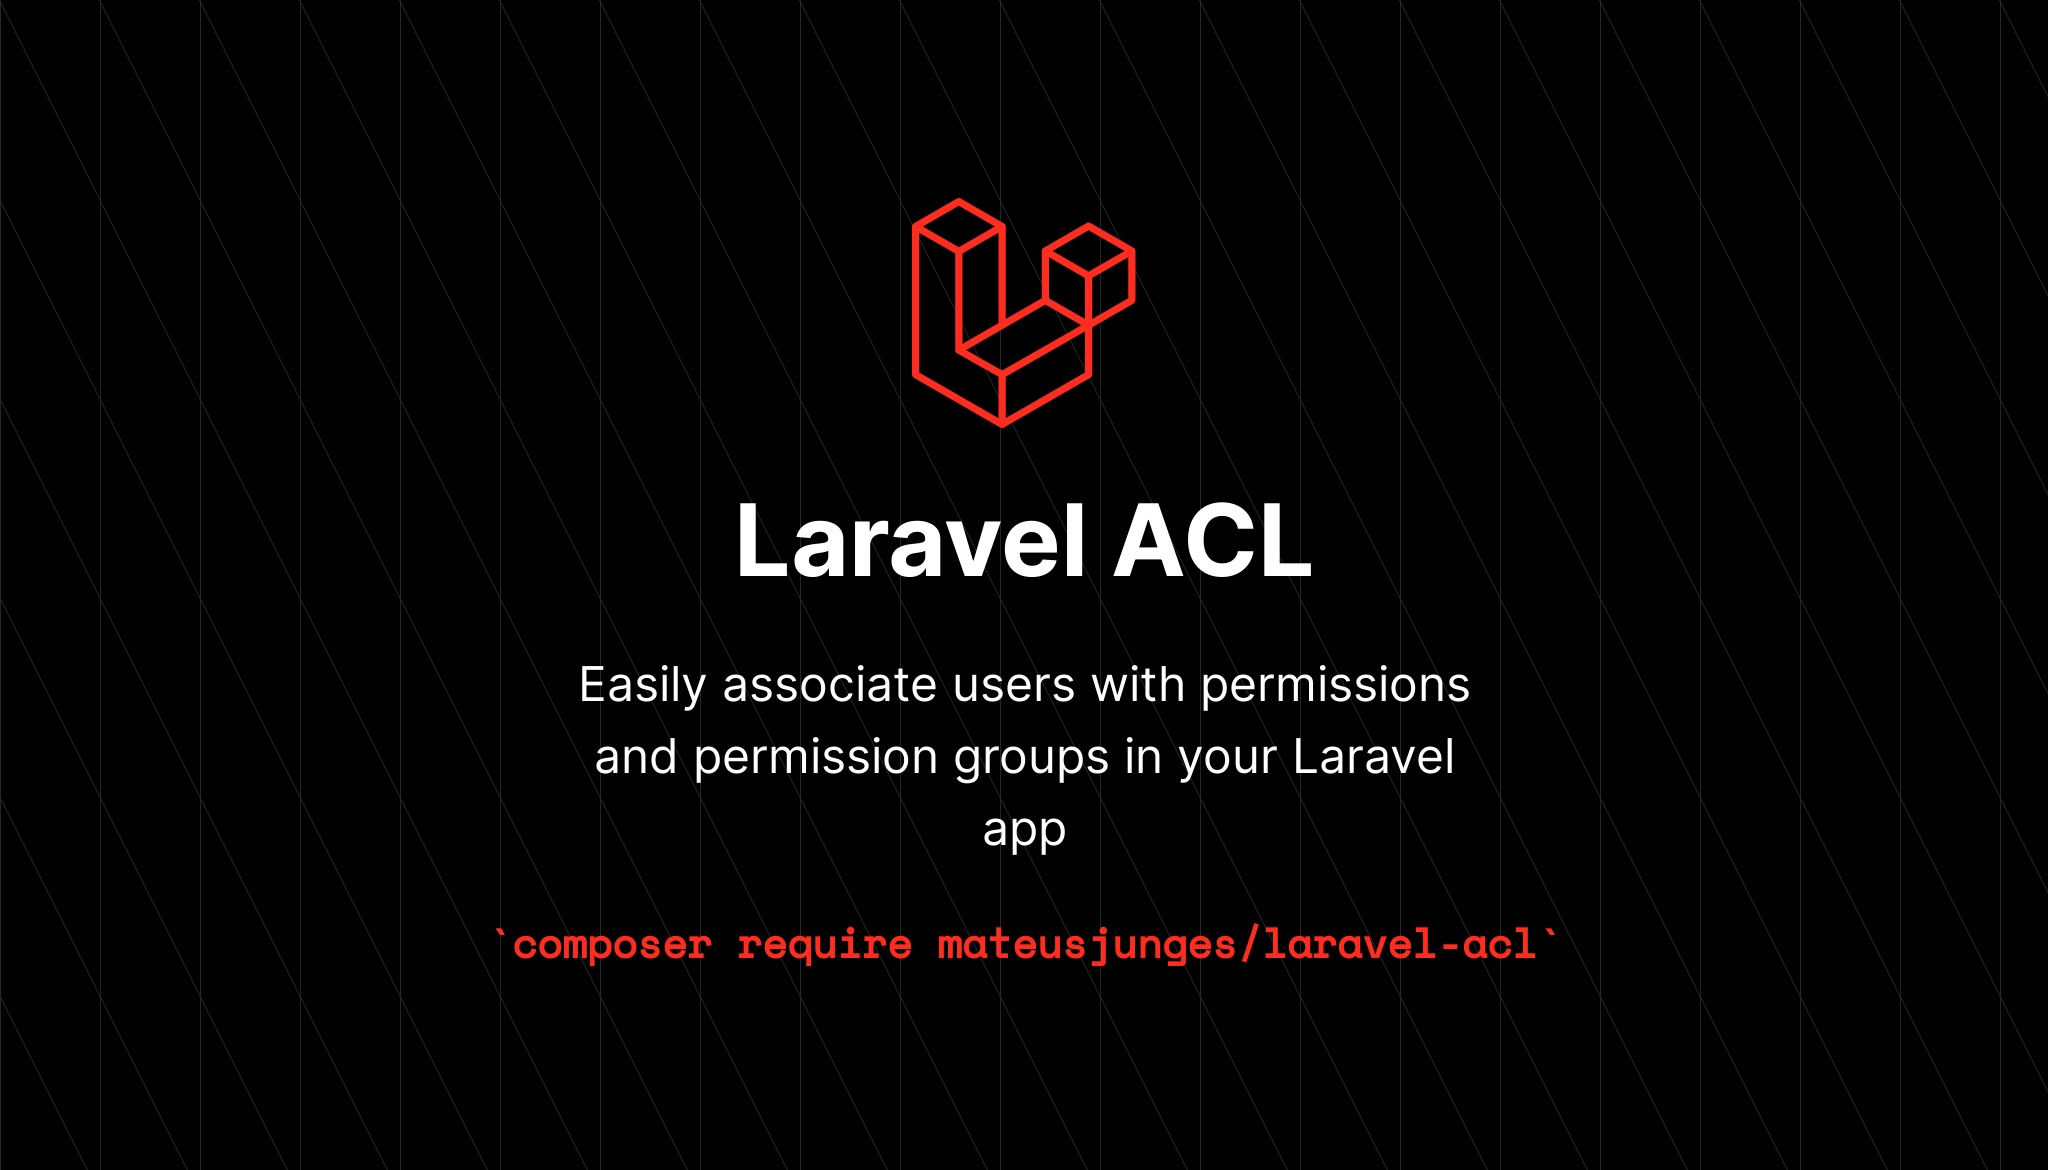 Laravel ACL
Easily associate users with permissions
and permission groups in your Laravel
app
`composer require mateusjunges/laravel-acl`